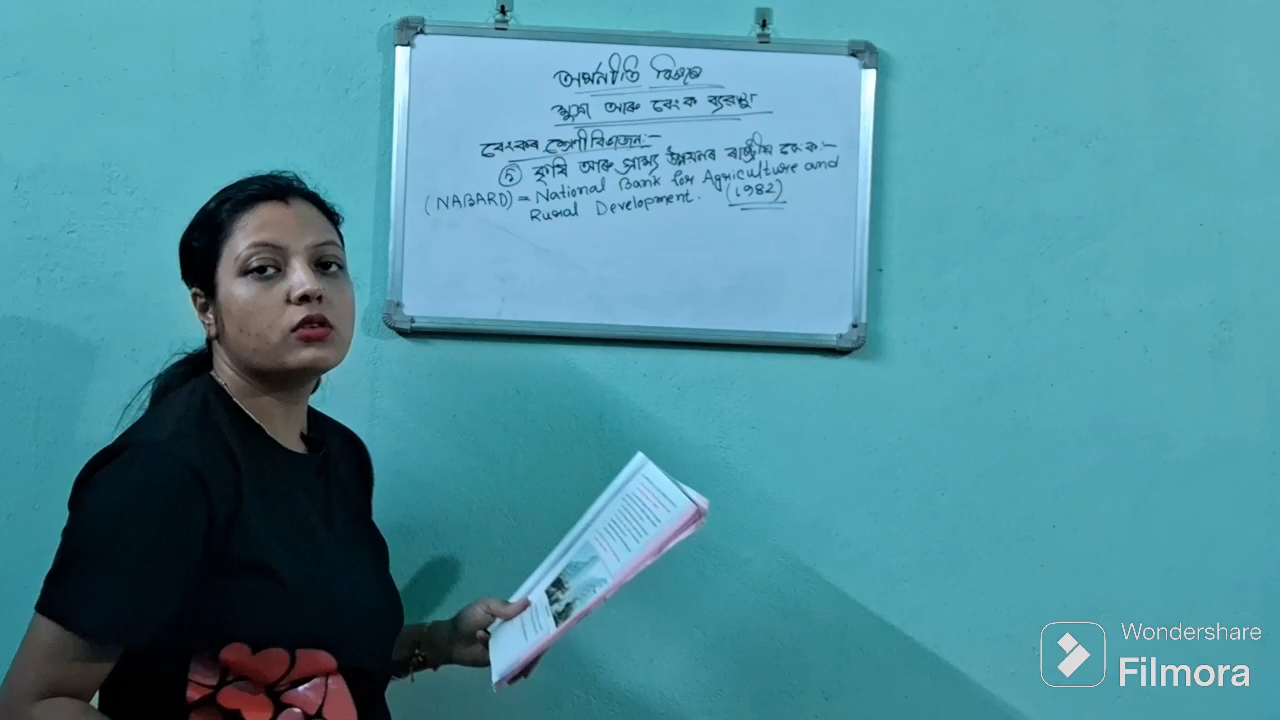 অৰ্থনীতি বিজ্ঞান
মুদ্ৰা আৰু বেংক ব্যৱস্থা
বেংকৰ শ্ৰেণীবিভাজন:-
৫ কৃষি আৰু গ্ৰাম্য উন্নয়নৰ ৰাষ্ট্ৰীয় বেংক:-
(NABARD) = National Bank for Agriculture and
Rural Development. (1982)
Wondershare
Filmora